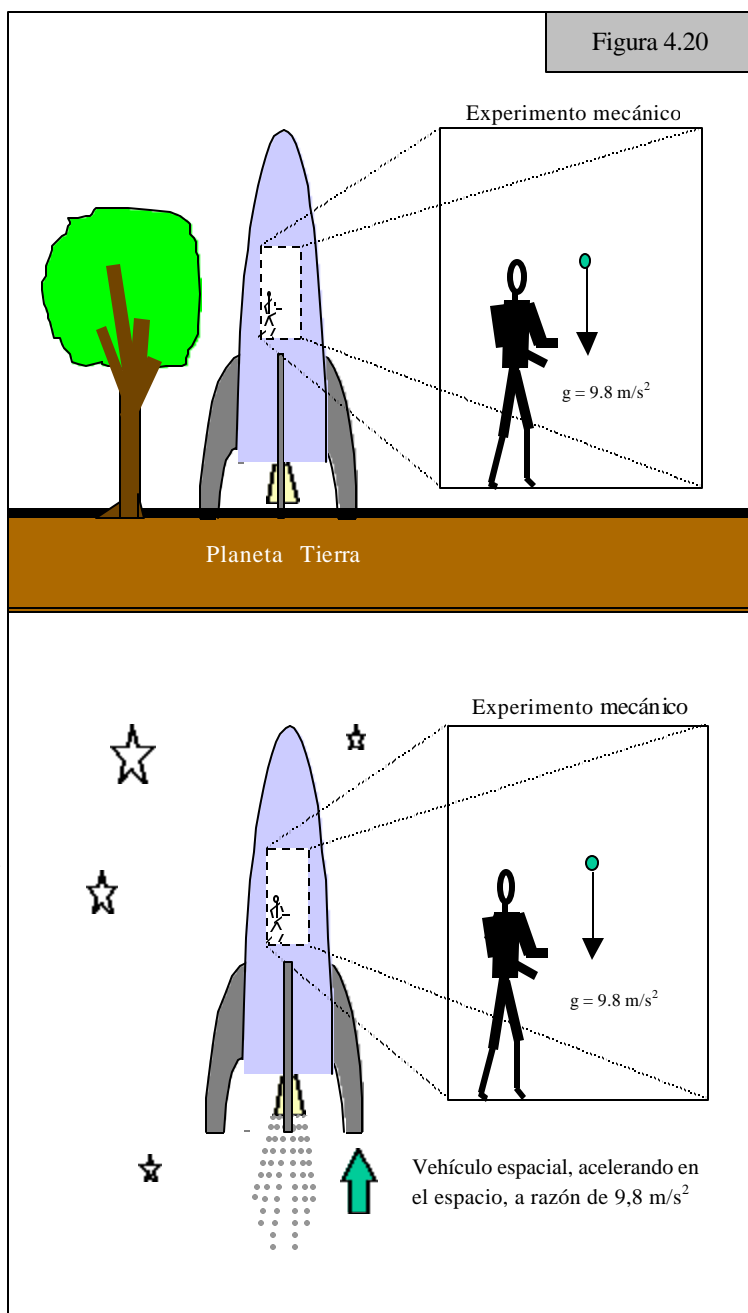 Figura 4.20
Experimento mecánico
g = 9.8 m/s²
Planeta Tierra
Experimento mecánico
g = 9.8 m/s²
Vehículo espacial, acelerando en
el espacio, a razón de 9,8 m/s²